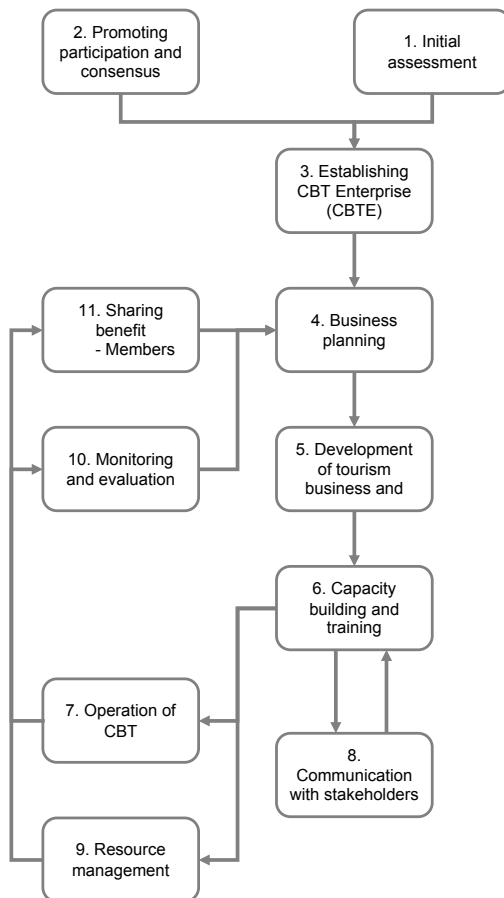 2. Promoting
participation and
consensus
1. Initial
assessment
3. Establishing
CBT Enterprise
(CBTE)
11. Sharing
benefit
- Members
4. Business
planning
10. Monitoring
and evaluation
5. Development
of tourism
business and
6. Capacity
building and
training
7. Operation of
CBT
8.
Communication
with stakeholders
9. Resource
management